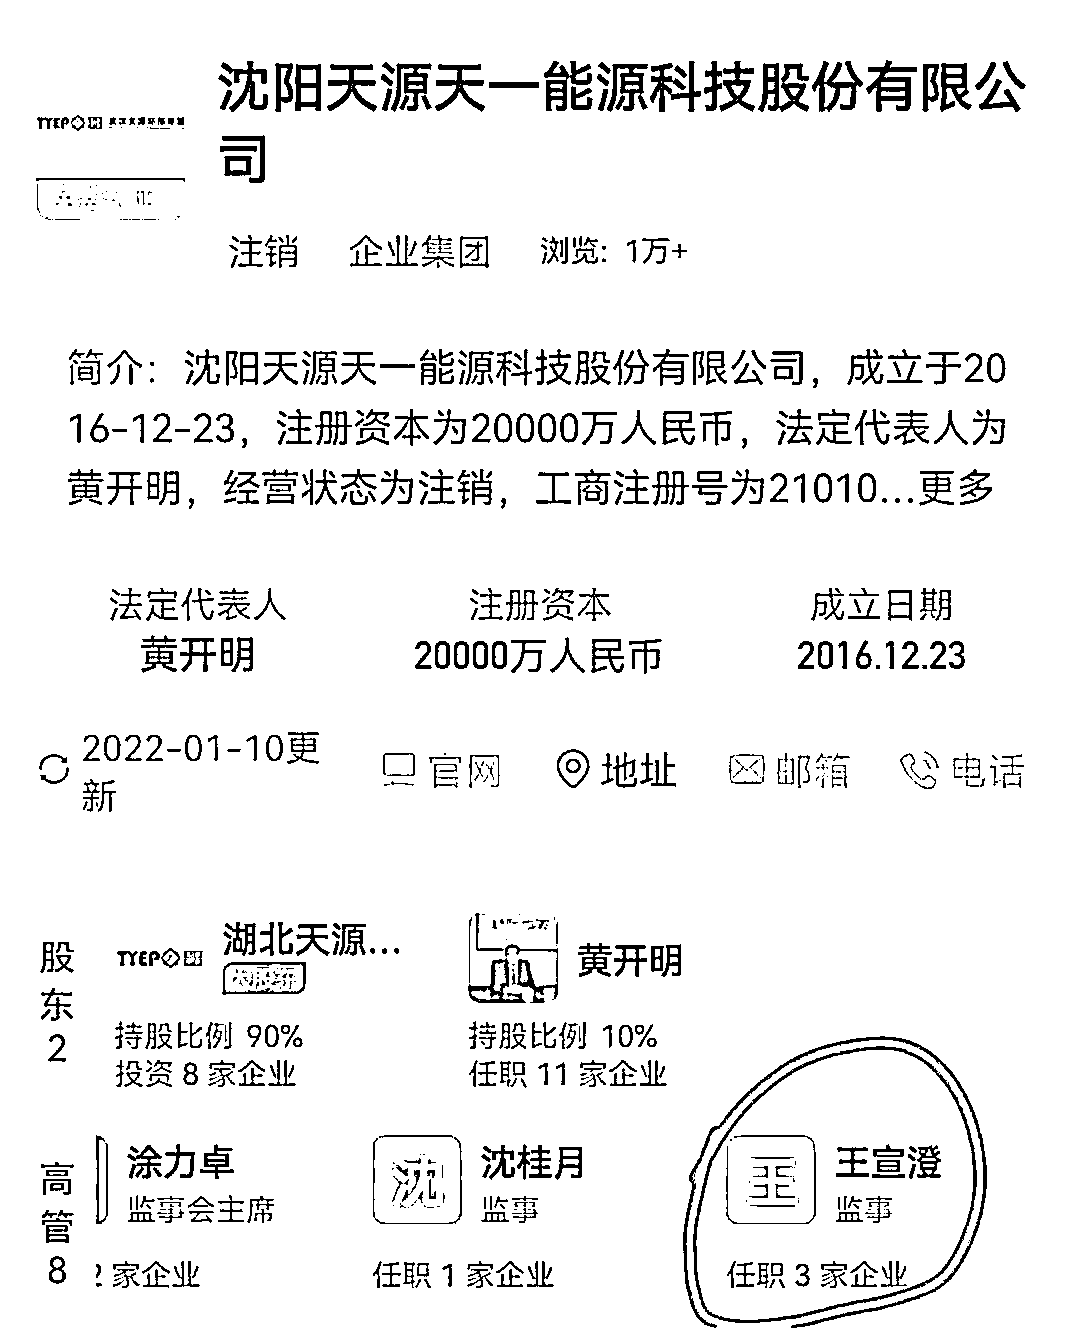 沈阳天源天一能源科技股份有限公
司
TYEP
注销 企业集团 浏览：1万+
简介：沈阳天源天一能源科技股份有限公司，成立于20
16-12-23，注册资本为20000万人民币，法定代表人为
黄开明，经营状态为注销，工商注册号为21010...更多
法定代表人 注册资本 成立日期
黄开明 20000万人民币 2016.12.23
2022-01-10更
新
官网 地址 邮箱 电话
股东2
TYEP 湖北天源... 黄开明
大股东
持股比例 90% 持股比例 10%
投资 8 家企业 任职 11 家企业
高管8
涂力卓 沈 沈桂月 王 王宣澄
监事会主席 监事 监事
2 家企业 任职 1 家企业 任职 3 家企业